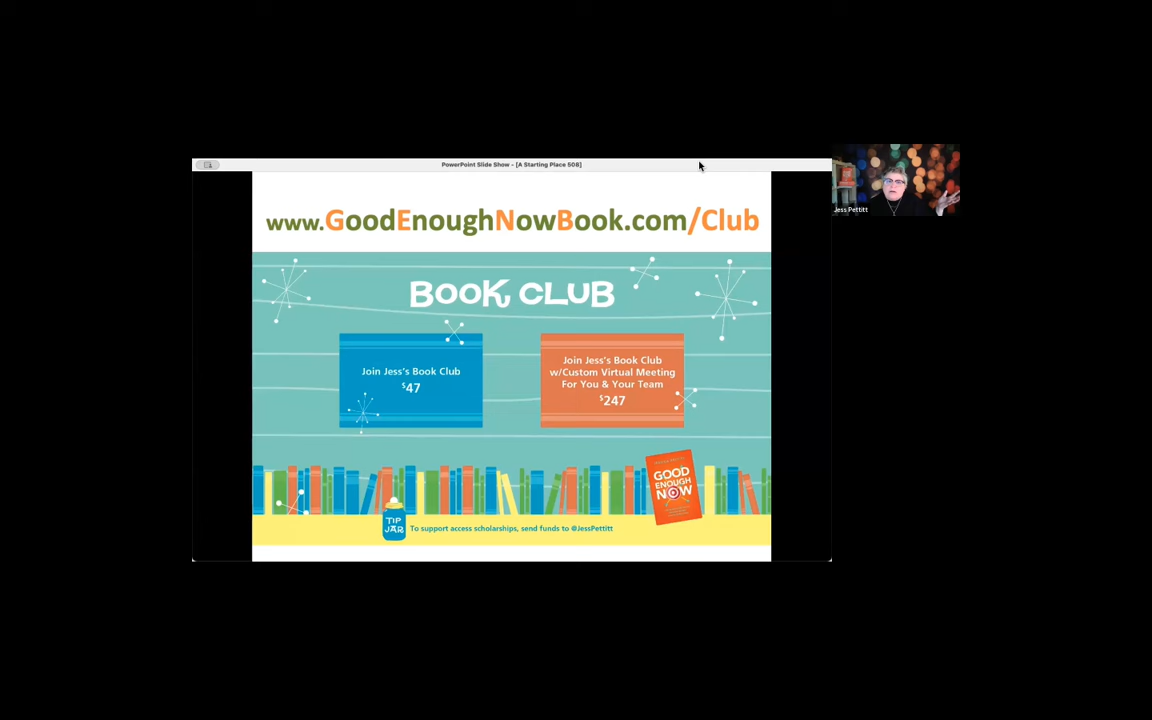 PowerPoint Slide Show - [A Starting Place 508]
www.GoodEnoughNowBook.com/Club
BOOK CLUB
Join Jess's Book Club
$47
Join Jess's Book Club
w/Custom Virtual Meeting
For You & Your Team
$247
GOOD
ENOUGH
NOW
TIP
JAR
To support access scholarships, send funds to @JessPettitt
Jess Pettitt